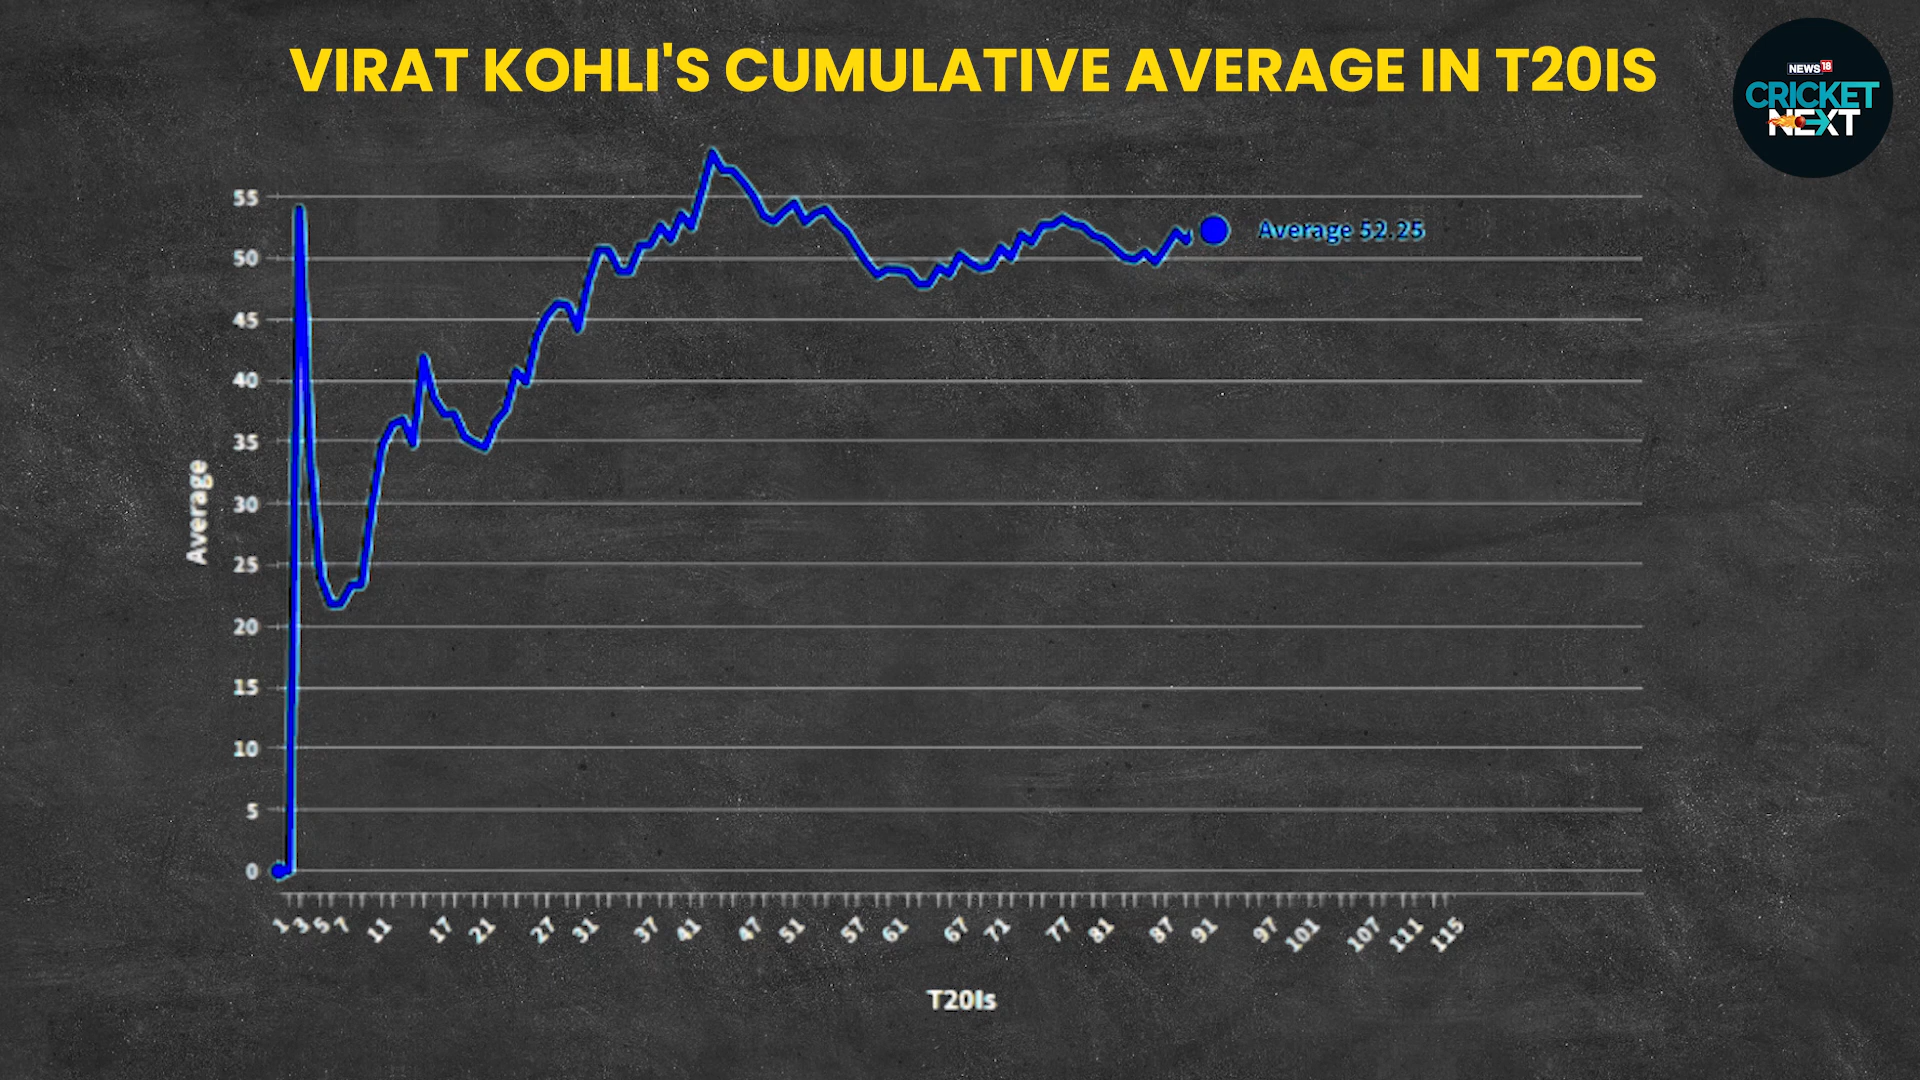 VIRAT KOHLI'S CUMULATIVE AVERAGE IN T20IS
NEWS18
CRICKET
NEXT
55
50
45
40
35
30
25
20
15
10
5
0
Average
Average 52.25
1 3 5 7 11 17 21 27 31 37 41 47 51 57 61 67 71 77 81 87 91 97 101 107 111 115
T20Is